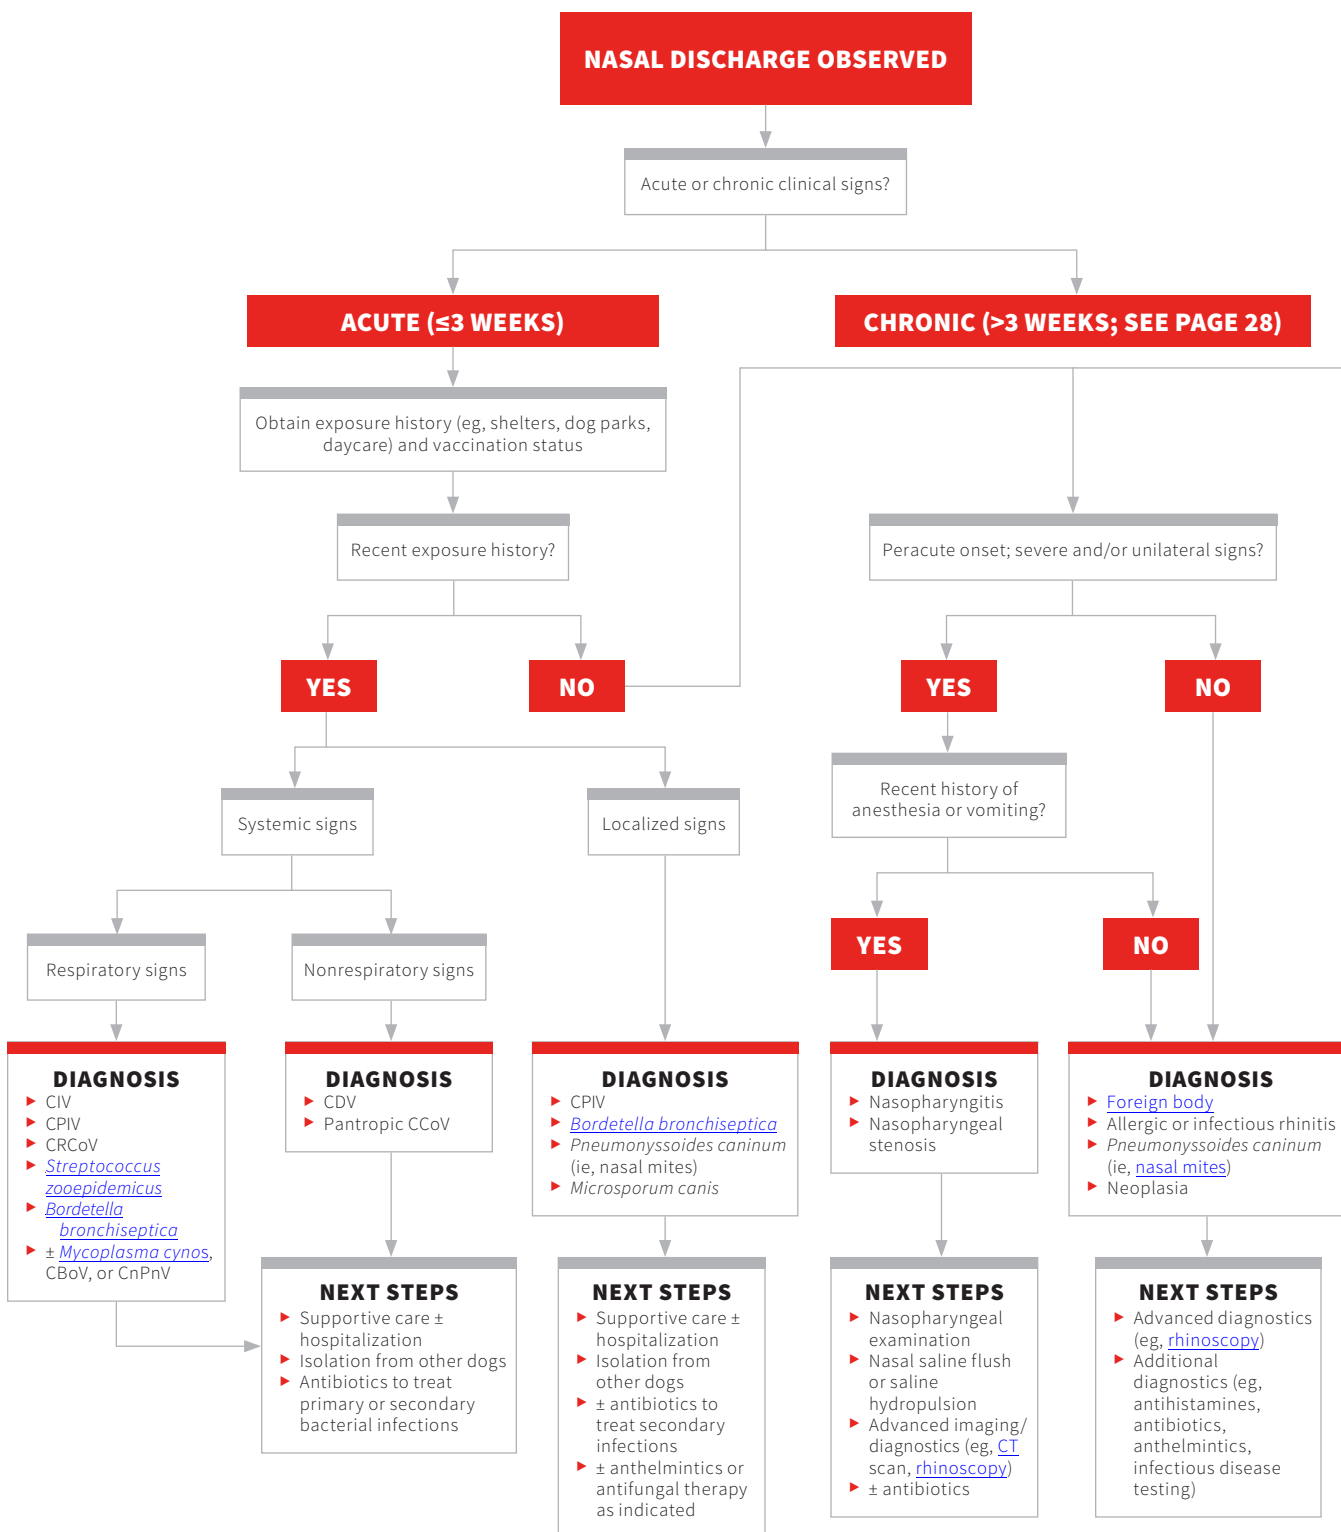 NASAL DISCHARGE OBSERVED
Acute or chronic clinical signs?
ACUTE (≤3 WEEKS)
CHRONIC (>3 WEEKS; SEE PAGE 28)
Obtain exposure history (eg, shelters, dog parks,
daycare) and vaccination status
Recent exposure history?
Peracute onset; severe and/or unilateral signs?
YES
NO
YES
NO
Recent history of
anesthesia or vomiting?
Systemic signs
Localized signs
YES
NO
Respiratory signs
Nonrespiratory signs
DIAGNOSIS
► CIV
► CPIV
► CRCoV
► Streptococcus
zooepidemicus
► Bordetella
bronchiseptica
► ± Mycoplasma cynos,
CBoV, or CnPnV
DIAGNOSIS
► CDV
► Pantropic CCoV
DIAGNOSIS
► CPIV
► Bordetella bronchiseptica
► Pneumonyssoides caninum
(ie, nasal mites)
► Microsporum canis
DIAGNOSIS
► Nasopharyngitis
► Nasopharyngeal
stenosis
DIAGNOSIS
► Foreign body
► Allergic or infectious rhinitis
► Pneumonyssoides caninum
(ie, nasal mites)
► Neoplasia
NEXT STEPS
► Supportive care ±
hospitalization
► Isolation from other dogs
► Antibiotics to treat
primary or secondary
bacterial infections
NEXT STEPS
► Supportive care ±
hospitalization
► Isolation from
other dogs
► ± antibiotics to
treat secondary
infections
► ± anthelmintics or
antifungal therapy
as indicated
NEXT STEPS
► Nasopharyngeal
examination
► Nasal saline flush
or saline
hydropulsion
► Advanced imaging/
diagnostics (eg, CT
scan, rhinoscopy)
► ± antibiotics
NEXT STEPS
► Advanced diagnostics
(eg, rhinoscopy)
► Additional
diagnostics (eg,
antihistamines,
antibiotics,
anthelmintics,
infectious disease
testing)